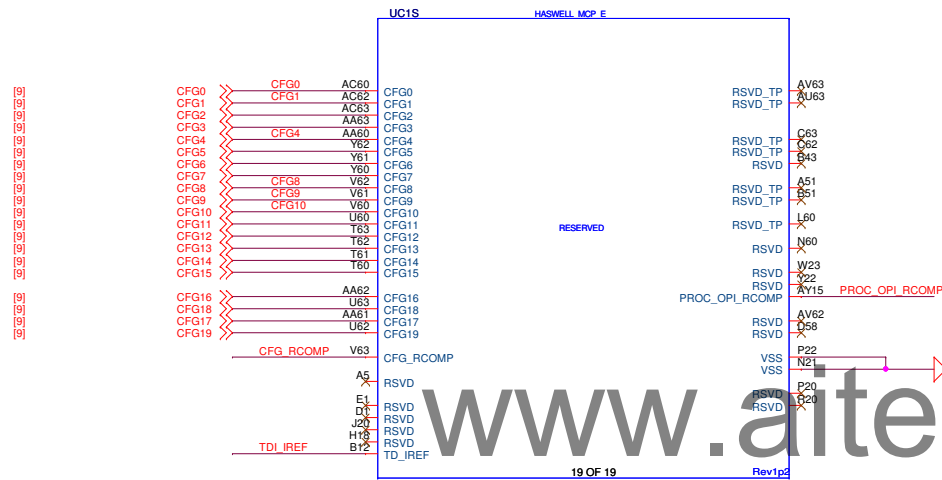 UC1S HASWELL_MCP_E
[9] CFG0 CFG0 AC60 CFG0 RSVD_TP AV63
[9] CFG1 CFG1 AC62 CFG1 RSVD_TP AU63
[9] CFG2 AC63 CFG2
[9] CFG3 AA63 CFG3
[9] CFG4 CFG4 AA60 CFG4 RSVD_TP C63
[9] CFG5 Y62 CFG5 RSVD_TP C62
[9] CFG6 Y61 CFG6 RSVD B43
[9] CFG7 Y60 CFG7
[9] CFG8 CFG8 V62 CFG8 RSVD_TP A51
[9] CFG9 CFG9 V61 CFG9 RSVD_TP B51
[9] CFG10 CFG10 V60 CFG10
[9] CFG11 U60 CFG11 RESERVED RSVD_TP L60
[9] CFG12 T63 CFG12
[9] CFG13 T62 CFG13 RSVD N60
[9] CFG14 T61 CFG14
[9] CFG15 T60 CFG15 RSVD W23
RSVD Y22
[9] CFG16 AA62 CFG16 PROC_OPI_RCOMP AY15 PROC_OPI_RCOMP
[9] CFG18 U63 CFG18
[9] CFG17 AA61 CFG17 RSVD AV62
[9] CFG19 U62 CFG19 RSVD D58
CFG_RCOMP V63 CFG_RCOMP VSS P22
VSS N21
A5 RSVD
RSVD P20
E1 RSVD RSVD R20
D1 RSVD
J20 RSVD
H18 RSVD
TDI_IREF B12 TD_IREF
www.aite
19 OF 19 Rev1p2